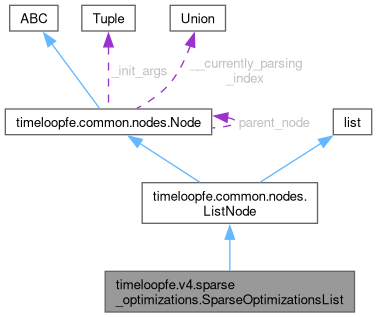 ABC
Tuple
Union
_init_args
__currently_parsing
_index
timeloopfe.common.nodes.Node
parent_node
list
timeloopfe.common.nodes.
ListNode
timeloopfe.v4.sparse
_optimizations.SparseOptimizationsList